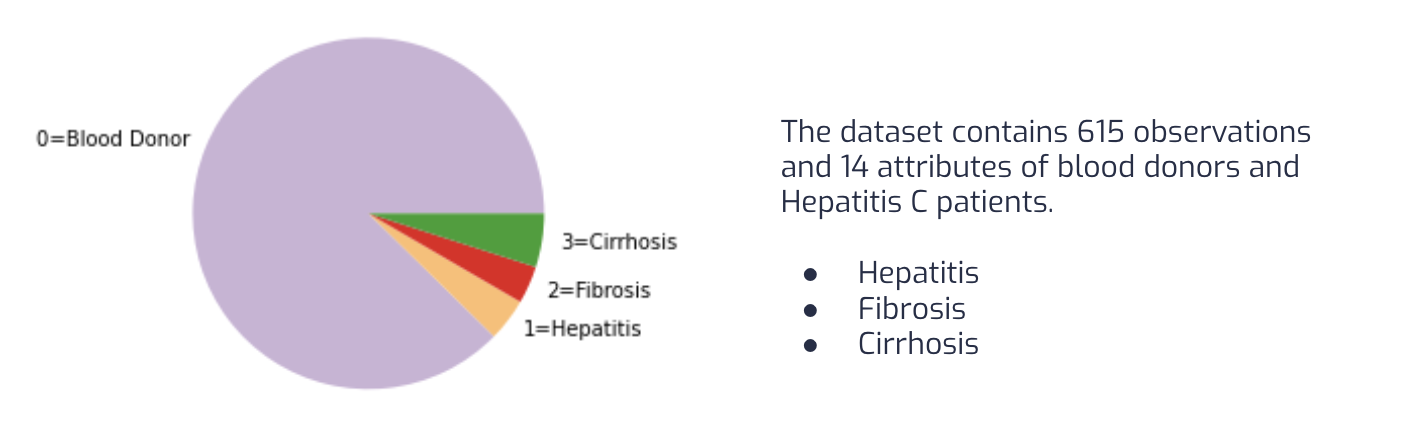 0=Blood Donor
3=Cirrhosis
2=Fibrosis
1=Hepatitis
The dataset contains 615 observations
and 14 attributes of blood donors and
Hepatitis C patients.
● Hepatitis
● Fibrosis
● Cirrhosis